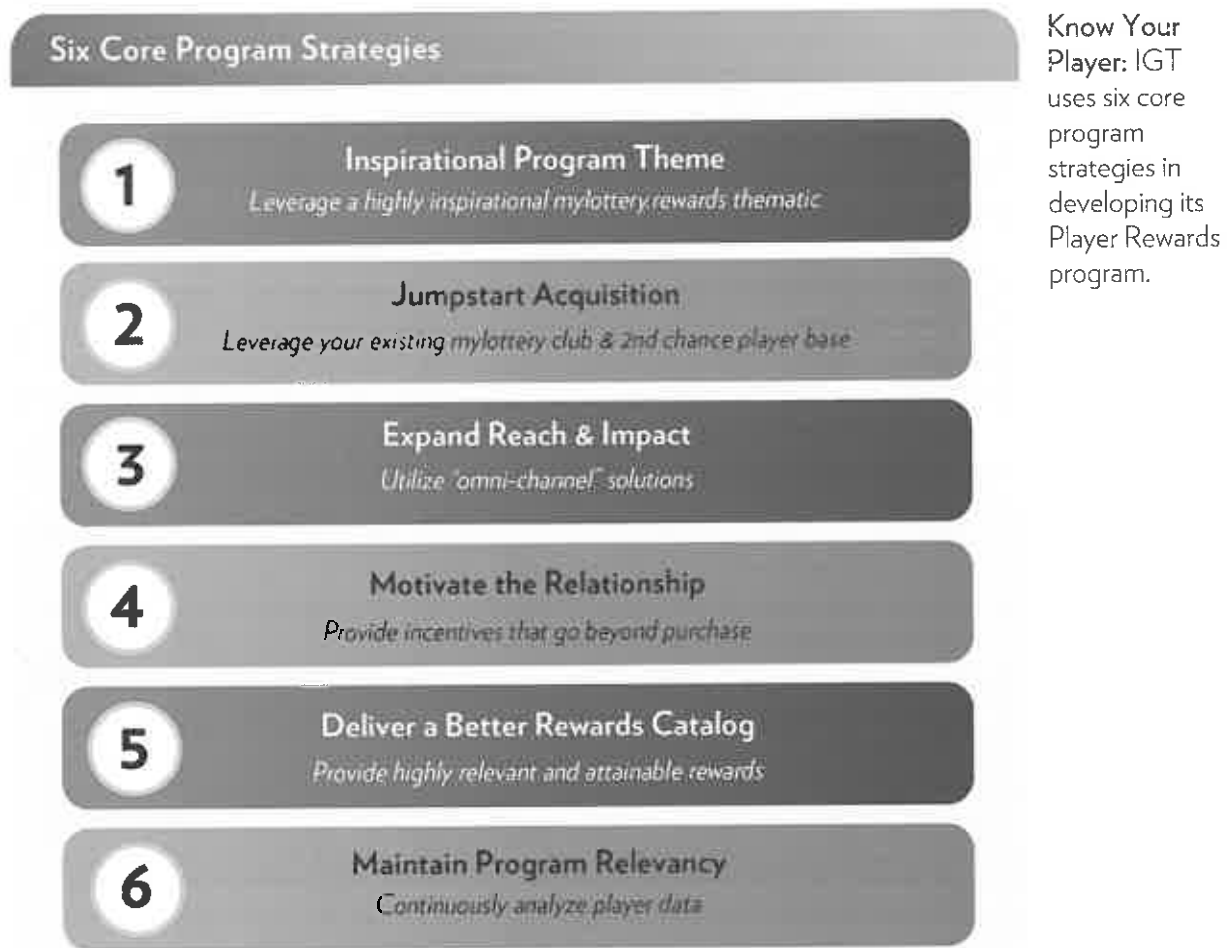 Six Core Program Strategies
1
Inspirational Program Theme
Leverage a highly inspirational mylottery.rewards thematic
2
Jumpstart Acquisition
Leverage your existing mylottery club & 2nd chance player base
3
Expand Reach & Impact
Utilize "omni-channel" solutions
4
Motivate the Relationship
Provide incentives that go beyond purchase
5
Deliver a Better Rewards Catalog
Provide highly relevant and attainable rewards
6
Maintain Program Relevancy
Continuously analyze player data
Know Your
Player: IGT
uses six core
program
strategies in
developing its
Player Rewards
program.